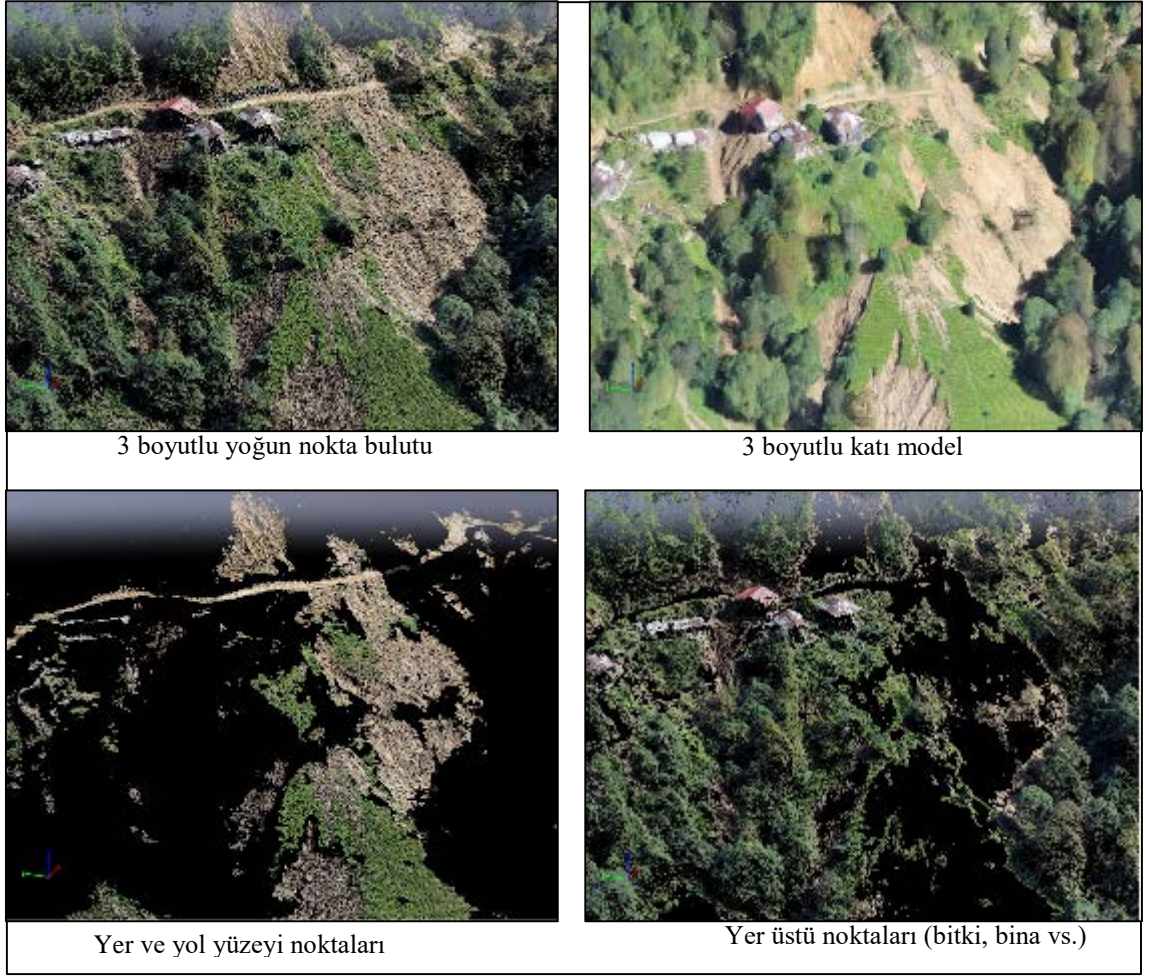 3 boyutlu yoğun nokta bulutu
3 boyutlu katı model
Yer ve yol yüzeyi noktaları
Yer üstü noktaları (bitki, bina vs.)